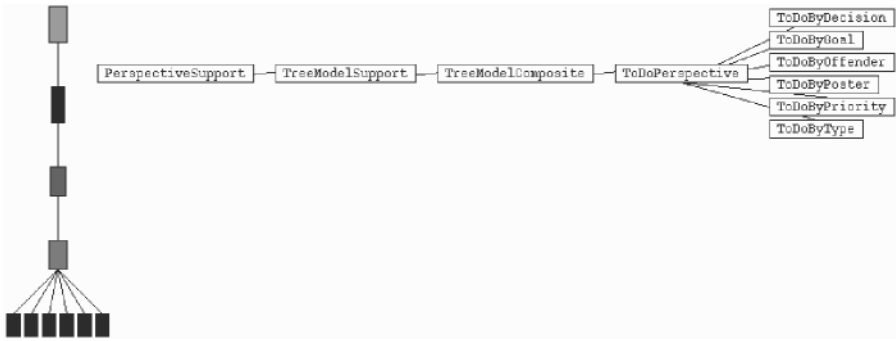 ToDoByDecision
ToDoByGoal
PerspectiveSupport TreeModelSupport TreeModelComposite ToDoPerspective ToDoByOffender
ToDoByPoster
ToDoByPriority
ToDoByType